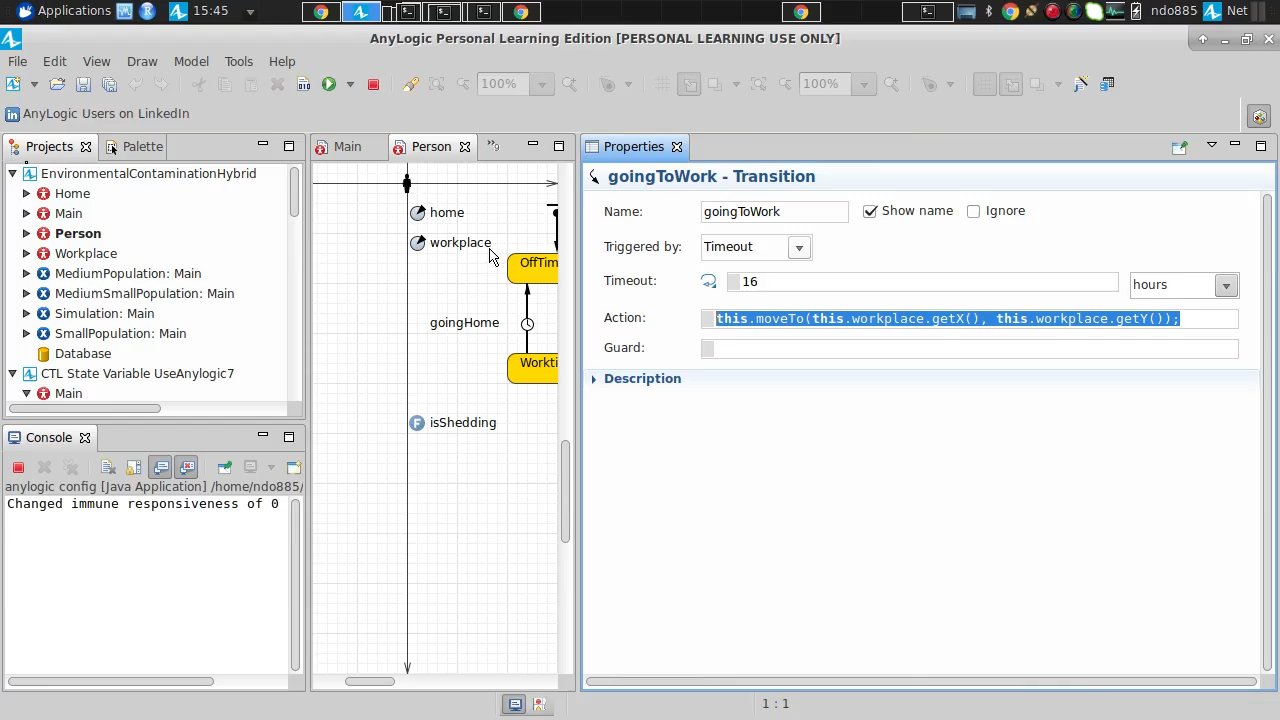 Applications 15:45 ndo885 Net
AnyLogic Personal Learning Edition [PERSONAL LEARNING USE ONLY]
File Edit View Draw Model Tools Help
100% 100%
AnyLogic Users on LinkedIn
Projects Palette
EnvironmentalContaminationHybrid
Home
Main
Person
Workplace
MediumPopulation: Main
MediumSmallPopulation: Main
Simulation: Main
SmallPopulation: Main
Database
CTL State Variable UseAnylogic7
Main
Console
anylogic config [Java Application] /home/ndo885/
Changed immune responsiveness of 0
Main Person »9
home
workplace
OffTim
goingHome
Workti
isShedding
Properties
goingToWork - Transition
Name: goingToWork Show name Ignore
Triggered by: Timeout
Timeout: 16 hours
Action: this.moveTo(this.workplace.getX(), this.workplace.getY());
Guard:
Description
1 : 1